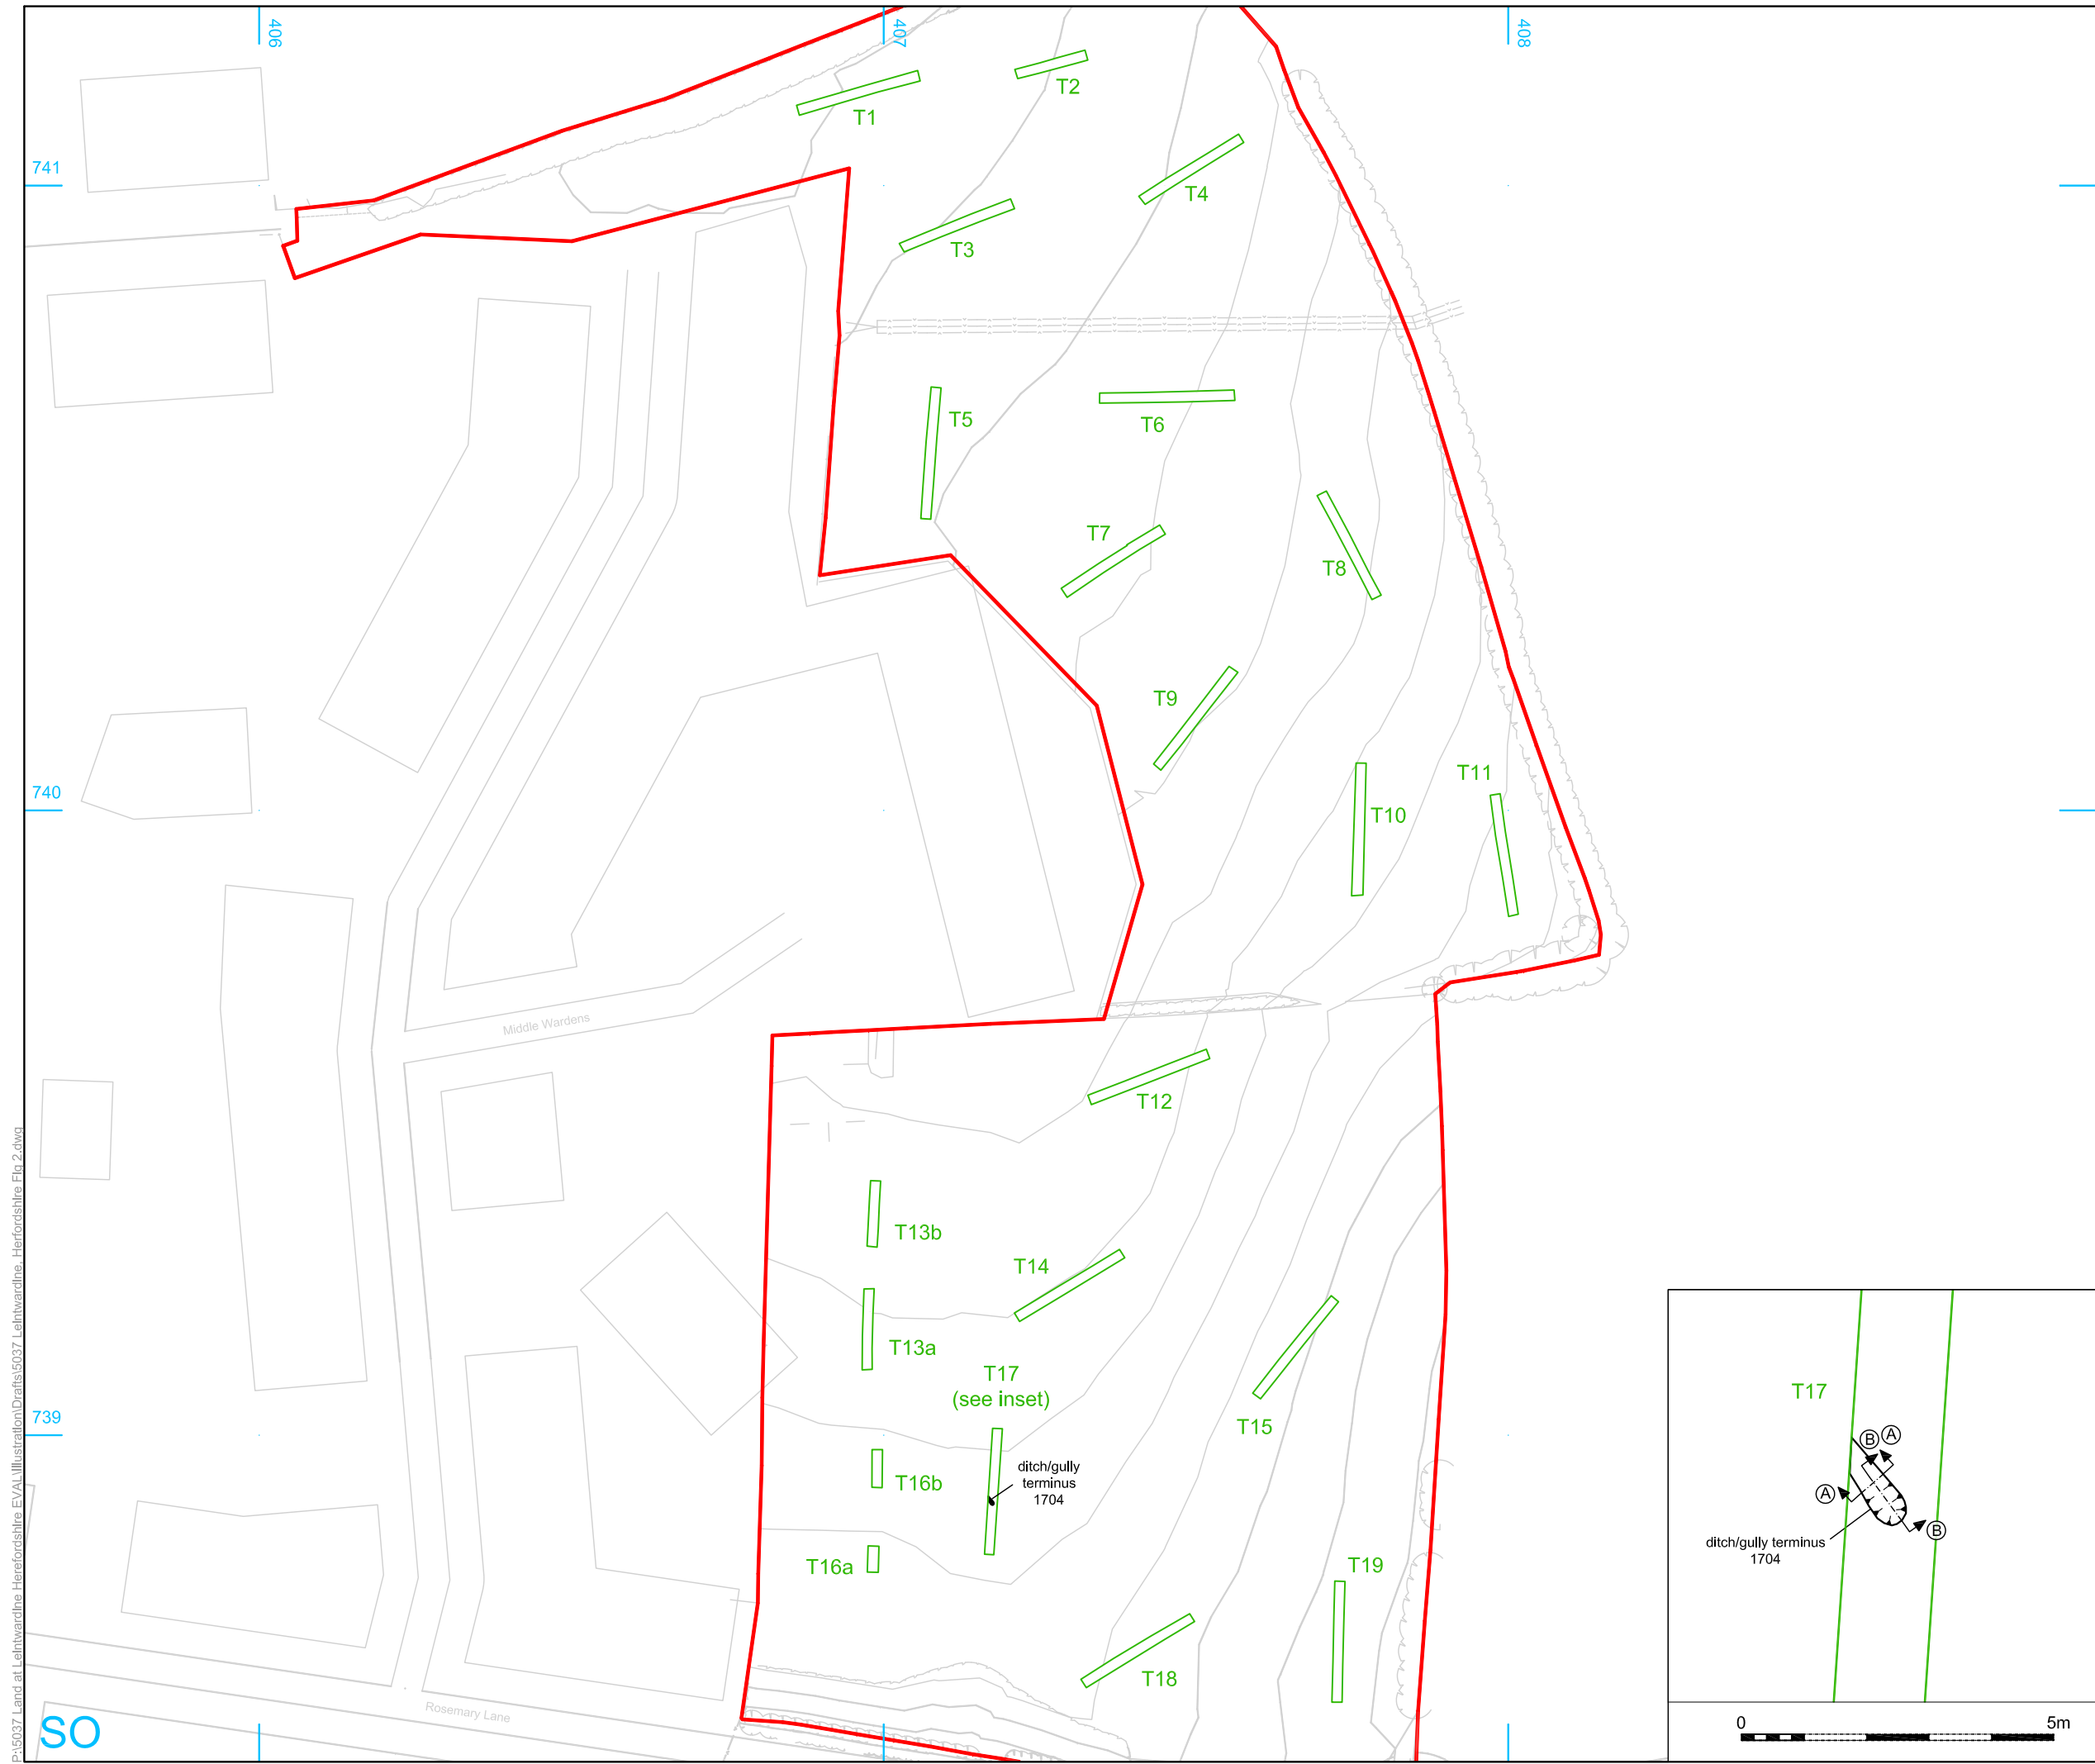 406
407
408
T2
T1
741
T4
T3
T5
T6
T7
T8
T9
T11
740
T10
Middle Wardens
T12
T13b
T14
T13a
T17
(see inset)
739
T15
T16b
ditch/gully
terminus
1704
T16a
T19
T18
Rosemary Lane
SO
T17
B A
A
B
ditch/gully terminus
1704
0 5m
P:\5037 Land at Leintwardine Herefordshire EVAL\Illustration\Drafts\5037 Leintwardine, Herfordshire Fig 2.dwg